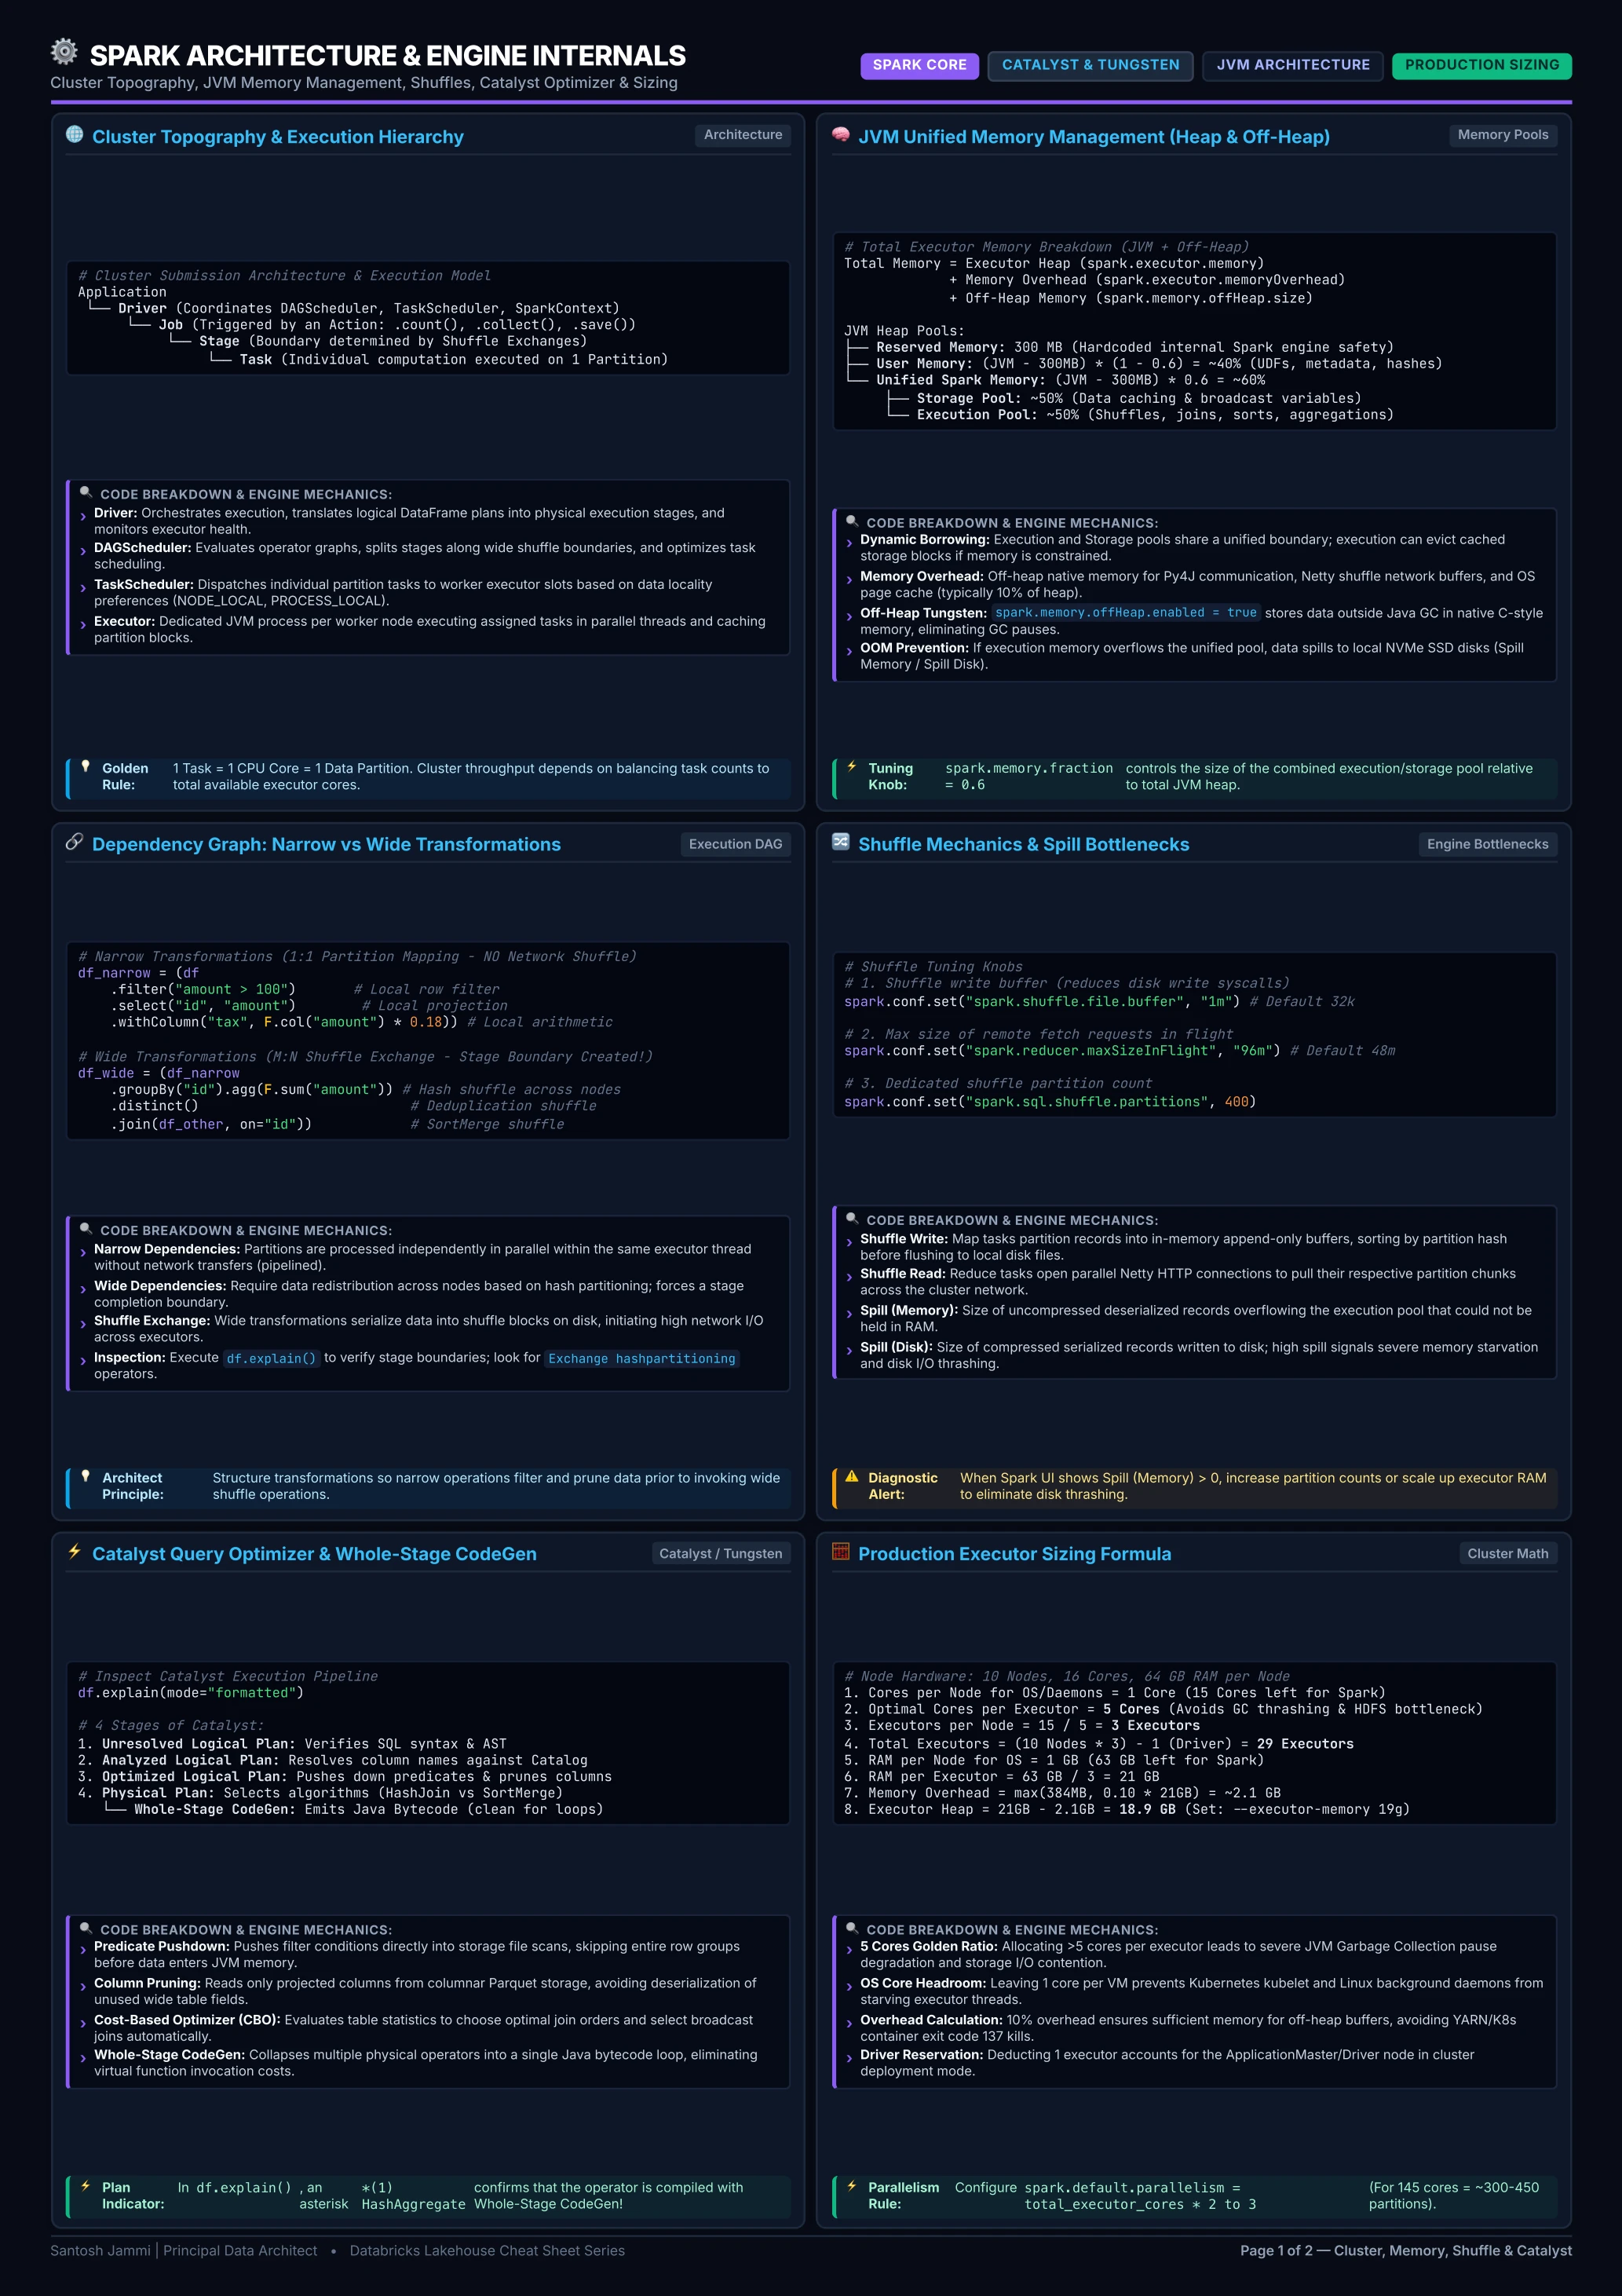 SPARK ARCHITECTURE & ENGINE INTERNALS
Cluster Topography, JVM Memory Management, Shuffles, Catalyst Optimizer & Sizing
SPARK CORE
CATALYST & TUNGSTEN
JVM ARCHITECTURE
PRODUCTION SIZING
Cluster Topography & Execution Hierarchy
Architecture
# Cluster Submission Architecture & Execution Model
Application
└── Driver (Coordinates DAGScheduler, TaskScheduler, SparkContext)
└── Job (Triggered by an Action: .count(), .collect(), .save())
└── Stage (Boundary determined by Shuffle Exchanges)
└── Task (Individual computation executed on 1 Partition)
CODE BREAKDOWN & ENGINE MECHANICS:
› Driver: Orchestrates execution, translates logical DataFrame plans into physical execution stages, and
monitors executor health.
› DAGScheduler: Evaluates operator graphs, splits stages along wide shuffle boundaries, and optimizes task
scheduling.
› TaskScheduler: Dispatches individual partition tasks to worker executor slots based on data locality
preferences (NODE_LOCAL, PROCESS_LOCAL).
› Executor: Dedicated JVM process per worker node executing assigned tasks in parallel threads and caching
partition blocks.
Golden Rule: 1 Task = 1 CPU Core = 1 Data Partition. Cluster throughput depends on balancing task counts to
total available executor cores.
JVM Unified Memory Management (Heap & Off-Heap)
Memory Pools
# Total Executor Memory Breakdown (JVM + Off-Heap)
Total Memory = Executor Heap (spark.executor.memory)
+ Memory Overhead (spark.executor.memoryOverhead)
+ Off-Heap Memory (spark.memory.offHeap.size)
JVM Heap Pools:
├── Reserved Memory: 300 MB (Hardcoded internal Spark engine safety)
├── User Memory: (JVM - 300MB) * (1 - 0.6) = ~40% (UDFs, metadata, hashes)
└── Unified Spark Memory: (JVM - 300MB) * 0.6 = ~60%
├── Storage Pool: ~50% (Data caching & broadcast variables)
└── Execution Pool: ~50% (Shuffles, joins, sorts, aggregations)
CODE BREAKDOWN & ENGINE MECHANICS:
› Dynamic Borrowing: Execution and Storage pools share a unified boundary; execution can evict cached
storage blocks if memory is constrained.
› Memory Overhead: Off-heap native memory for Py4J communication, Netty shuffle network buffers, and OS
page cache (typically 10% of heap).
› Off-Heap Tungsten: spark.memory.offHeap.enabled = true stores data outside Java GC in native C-style
memory, eliminating GC pauses.
› OOM Prevention: If execution memory overflows the unified pool, data spills to local NVMe SSD disks (Spill
Memory / Spill Disk).
Tuning Knob: spark.memory.fraction = 0.6 controls the size of the combined execution/storage pool relative
to total JVM heap.
Dependency Graph: Narrow vs Wide Transformations
Execution DAG
# Narrow Transformations (1:1 Partition Mapping - NO Network Shuffle)
df_narrow = (df
.filter("amount > 100") # Local row filter
.select("id", "amount") # Local projection
.withColumn("tax", F.col("amount") * 0.18)) # Local arithmetic
# Wide Transformations (M:N Shuffle Exchange - Stage Boundary Created!)
df_wide = (df_narrow
.groupBy("id").agg(F.sum("amount")) # Hash shuffle across nodes
.distinct() # Deduplication shuffle
.join(df_other, on="id")) # SortMerge shuffle
CODE BREAKDOWN & ENGINE MECHANICS:
› Narrow Dependencies: Partitions are processed independently in parallel within the same executor thread
without network transfers (pipelined).
› Wide Dependencies: Require data redistribution across nodes based on hash partitioning; forces a stage
completion boundary.
› Shuffle Exchange: Wide transformations serialize data into shuffle blocks on disk, initiating high network I/O
across executors.
› Inspection: Execute df.explain() to verify stage boundaries; look for Exchange hashpartitioning
operators.
Architect Principle: Structure transformations so narrow operations filter and prune data prior to invoking wide
shuffle operations.
Shuffle Mechanics & Spill Bottlenecks
Engine Bottlenecks
# Shuffle Tuning Knobs
# 1. Shuffle write buffer (reduces disk write syscalls)
spark.conf.set("spark.shuffle.file.buffer", "1m") # Default 32k
# 2. Max size of remote fetch requests in flight
spark.conf.set("spark.reducer.maxSizeInFlight", "96m") # Default 48m
# 3. Dedicated shuffle partition count
spark.conf.set("spark.sql.shuffle.partitions", 400)
CODE BREAKDOWN & ENGINE MECHANICS:
› Shuffle Write: Map tasks partition records into in-memory append-only buffers, sorting by partition hash
before flushing to local disk files.
› Shuffle Read: Reduce tasks open parallel Netty HTTP connections to pull their respective partition chunks
across the cluster network.
› Spill (Memory): Size of uncompressed deserialized records overflowing the execution pool that could not be
held in RAM.
› Spill (Disk): Size of compressed serialized records written to disk; high spill signals severe memory starvation
and disk I/O thrashing.
Diagnostic Alert: When Spark UI shows Spill (Memory) > 0, increase partition counts or scale up executor RAM
to eliminate disk thrashing.
Catalyst Query Optimizer & Whole-Stage CodeGen
Catalyst / Tungsten
# Inspect Catalyst Execution Pipeline
df.explain(mode="formatted")
# 4 Stages of Catalyst:
1. Unresolved Logical Plan: Verifies SQL syntax & AST
2. Analyzed Logical Plan: Resolves column names against Catalog
3. Optimized Logical Plan: Pushes down predicates & prunes columns
4. Physical Plan: Selects algorithms (HashJoin vs SortMerge)
└── Whole-Stage CodeGen: Emits Java Bytecode (clean for loops)
CODE BREAKDOWN & ENGINE MECHANICS:
› Predicate Pushdown: Pushes filter conditions directly into storage file scans, skipping entire row groups
before data enters JVM memory.
› Column Pruning: Reads only projected columns from columnar Parquet storage, avoiding deserialization of
unused wide table fields.
› Cost-Based Optimizer (CBO): Evaluates table statistics to choose optimal join orders and select broadcast
joins automatically.
› Whole-Stage CodeGen: Collapses multiple physical operators into a single Java bytecode loop, eliminating
virtual function invocation costs.
Plan Indicator: In df.explain(), an asterisk *(1) HashAggregate confirms that the operator is compiled with
Whole-Stage CodeGen!
Production Executor Sizing Formula
Cluster Math
# Node Hardware: 10 Nodes, 16 Cores, 64 GB RAM per Node
1. Cores per Node for OS/Daemons = 1 Core (15 Cores left for Spark)
2. Optimal Cores per Executor = 5 Cores (Avoids GC thrashing & HDFS bottleneck)
3. Executors per Node = 15 / 5 = 3 Executors
4. Total Executors = (10 Nodes * 3) - 1 (Driver) = 29 Executors
5. RAM per Node for OS = 1 GB (63 GB left for Spark)
6. RAM per Executor = 63 GB / 3 = 21 GB
7. Memory Overhead = max(384MB, 0.10 * 21GB) = ~2.1 GB
8. Executor Heap = 21GB - 2.1GB = 18.9 GB (Set: --executor-memory 19g)
CODE BREAKDOWN & ENGINE MECHANICS:
› 5 Cores Golden Ratio: Allocating >5 cores per executor leads to severe JVM Garbage Collection pause
degradation and storage I/O contention.
› OS Core Headroom: Leaving 1 core per VM prevents Kubernetes kubelet and Linux background daemons from
starving executor threads.
› Overhead Calculation: 10% overhead ensures sufficient memory for off-heap buffers, avoiding YARN/K8s
container exit code 137 kills.
› Driver Reservation: Deducting 1 executor accounts for the ApplicationMaster/Driver node in cluster
deployment mode.
Parallelism Rule: Configure spark.default.parallelism = total_executor_cores * 2 to 3 (For 145 cores = ~300-450
partitions).
Santosh Jammi | Principal Data Architect • Databricks Lakehouse Cheat Sheet Series
Page 1 of 2 — Cluster, Memory, Shuffle & Catalyst